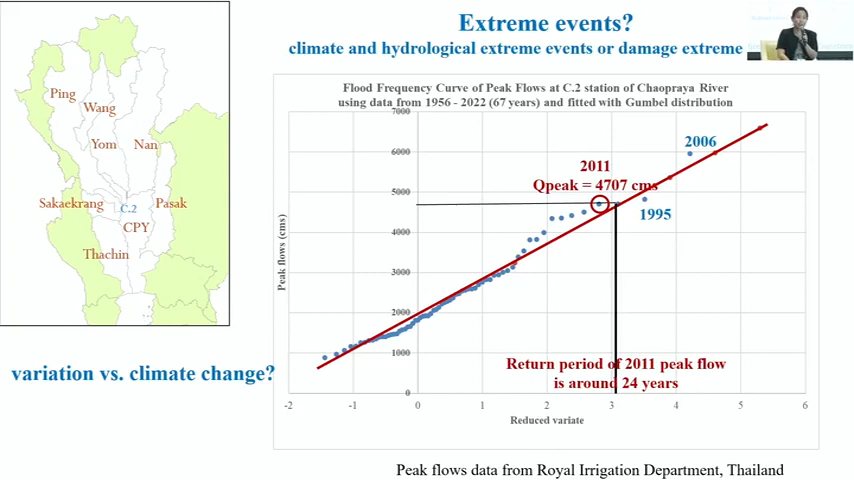 Extreme events?
climate and hydrological extreme events or damage extreme
Ping
Wang
Yom
Nan
Sakaekrang
C.2
Pasak
CPY
Thachin
variation vs. climate change?
Flood Frequency Curve of Peak Flows at C.2 station of Chaopraya River
using data from 1956 - 2022 (67 years) and fitted with Gumbel distribution
7000
6000
5000
4000
3000
2000
1000
0
Peak flows (cms)
2006
2011
Qpeak = 4707 cms
1995
Return period of 2011 peak flow
is around 24 years
-2 -1 0 1 2 3 4 5 6
Reduced variate
Peak flows data from Royal Irrigation Department, Thailand